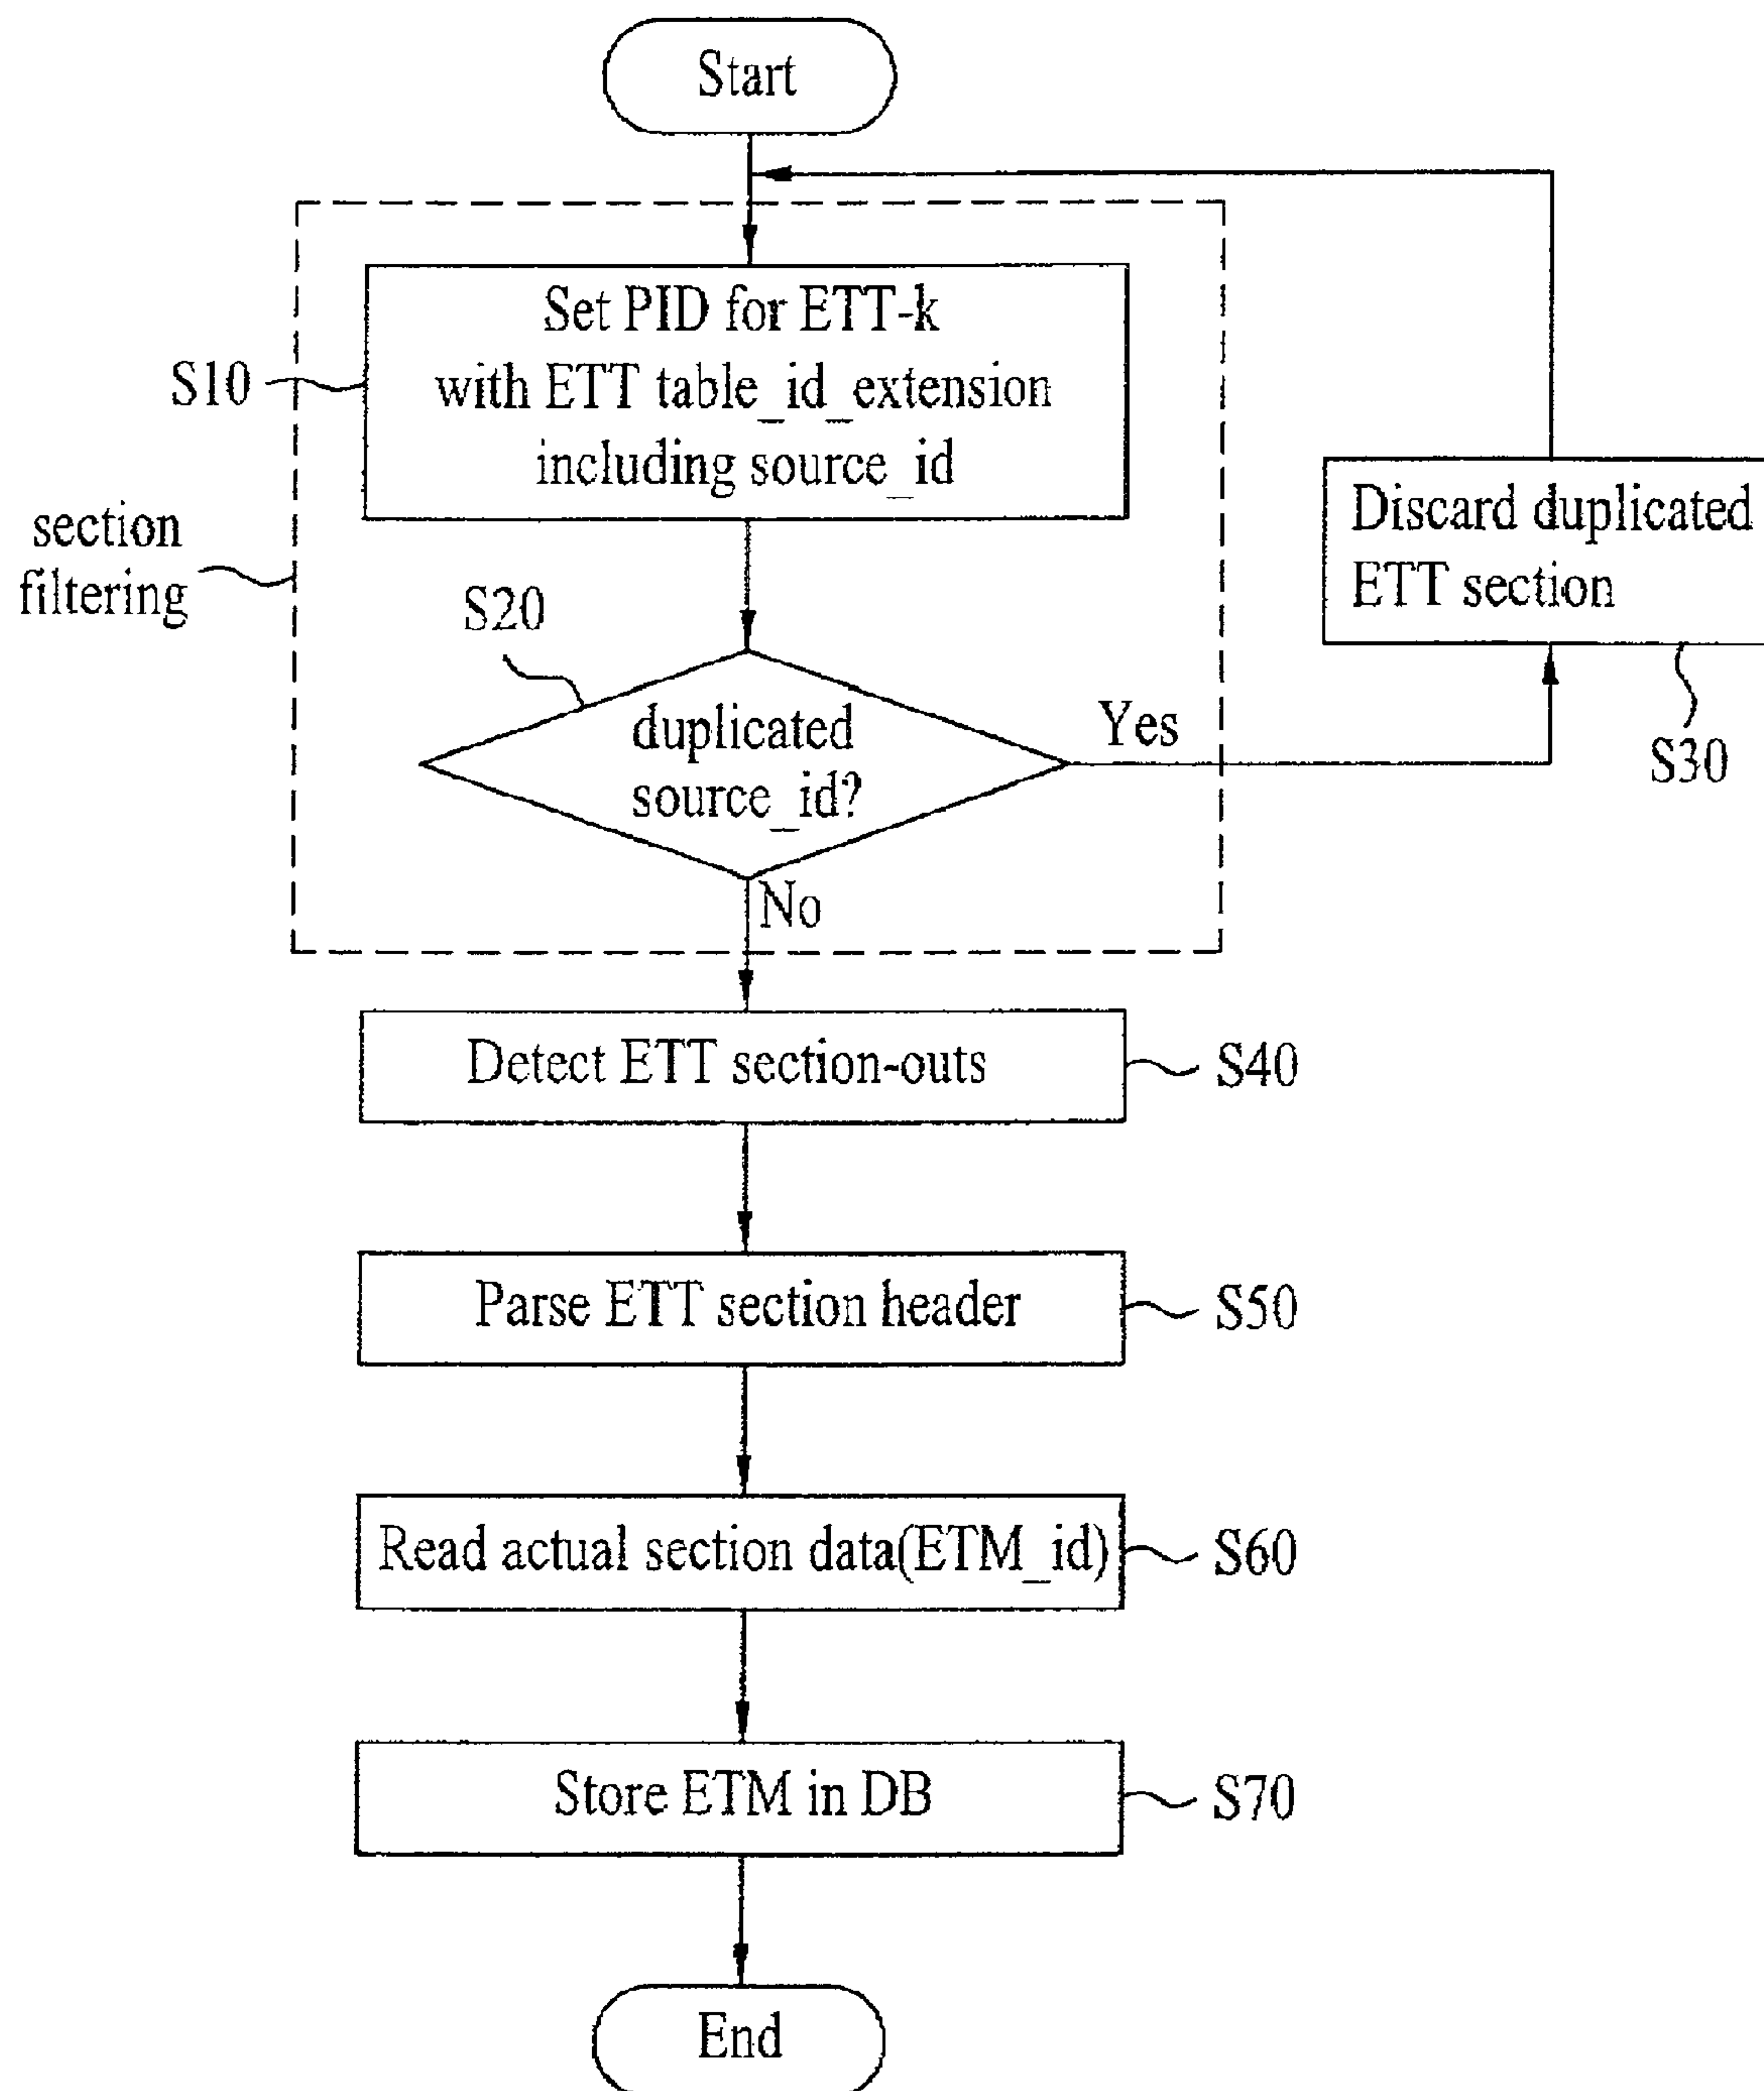 Start
Set PID for ETT-k
with ETT table_id_extension
including source_id
S10
section
filtering
Discard duplicated
ETT section
S20
duplicated
source_id?
Yes
S30
No
Detect ETT section-outs
S40
Parse ETT section header
S50
Read actual section data(ETM_id)
S60
Store ETM in DB
S70
End